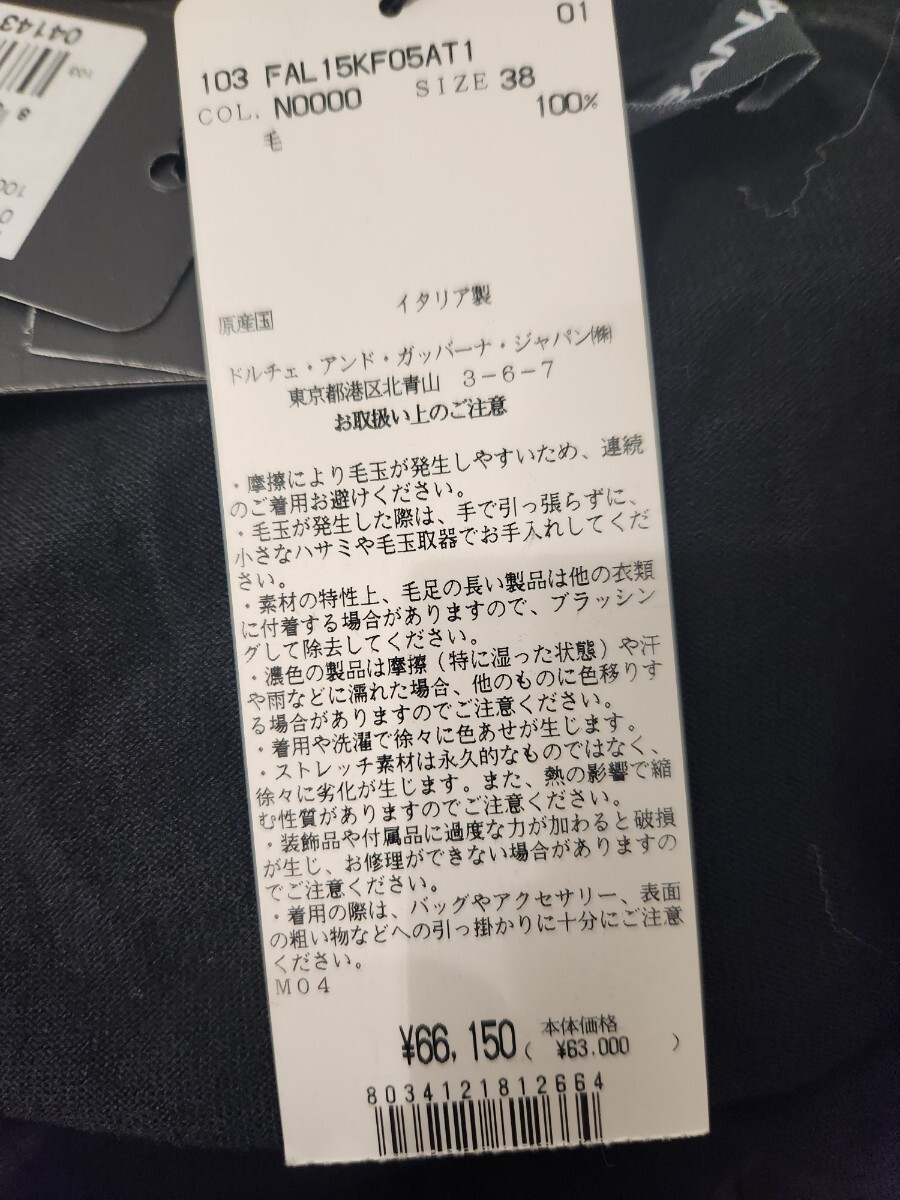 01
103 FAL15KF05AT1
COL. N0000 SIZE 38
毛 100%
原産国 イタリア製
ドルチェ・アンド・ガッバーナ・ジャパン㈱
東京都港区北青山 3-6-7
お取扱い上のご注意
・摩擦により毛玉が発生しやすいため、連続
のご着用お避けください。
・毛玉が発生した際は、手で引っ張らずに、
小さなハサミや毛玉取器でお手入れしてくだ
さい。
・素材の特性上、毛足の長い製品は他の衣類
に付着する場合がありますので、ブラッシン
グして除去してください。
・濃色の製品は摩擦（特に湿った状態）や汗
や雨などに濡れた場合、他のものに色移りす
る場合がありますのでご注意ください。
・着用や洗濯で徐々に色あせが生じます。
・ストレッチ素材は永久的なものではなく、
徐々に劣化が生じます。また、熱の影響で縮
む性質がありますのでご注意ください。
・装飾品や付属品に過度な力が加わると破損
が生じ、お修理ができない場合がありますの
でご注意ください。
・着用の際は、バッグやアクセサリー、表面
の粗い物などへの引っ掛かりに十分にご注意
ください。
M04
¥66,150 ( 本体価格 ¥63.000 )
8034121812664
04143
103